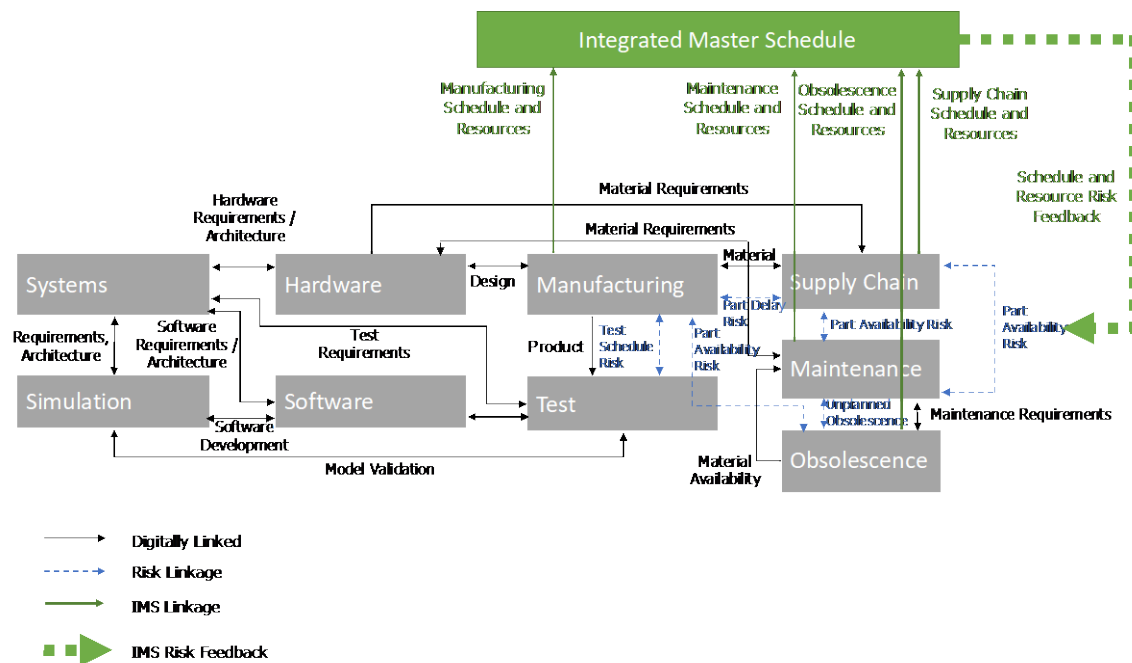 Integrated Master Schedule
Manufacturing
Schedule and
Resources
Maintenance
Schedule and
Resources
Obsolescence
Schedule and
Resources
Supply Chain
Schedule and
Resources
Schedule and
Resource Risk
Feedback
Hardware
Requirements /
Architecture
Material Requirements
Material Requirements
Systems
Hardware
Design
Manufacturing
Material
Supply Chain
Part Delay
Risk
Requirements,
Architecture
Software
Requirements /
Architecture
Test
Requirements
Product
Test
Schedule
Risk
Part
Availability
Risk
Part Availability Risk
Part
Availability
Risk
Simulation
Software
Test
Maintenance
Software
Development
Unplanned
Obsolescence
Maintenance Requirements
Model Validation
Material
Availability
Obsolescence
Digitally Linked
Risk Linkage
IMS Linkage
IMS Risk Feedback